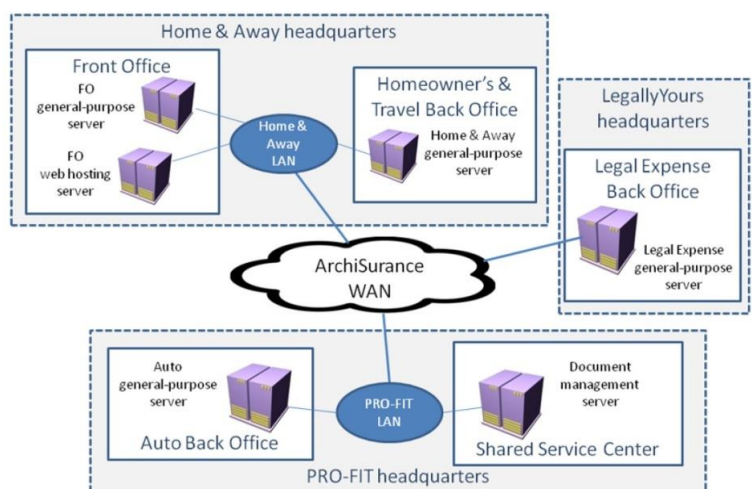 Home & Away headquarters
Front Office
FO
general-purpose
server
FO
web hosting
server
Home &
Away
LAN
Homeowner's &
Travel Back Office
Home & Away
general-purpose
server
LegallyYours
headquarters
Legal Expense
Back Office
Legal Expense
general-purpose
server
ArchiSurance
WAN
Auto
general-purpose
server
Auto Back Office
PRO-FIT
LAN
Document
management
server
Shared Service Center
PRO-FIT headquarters